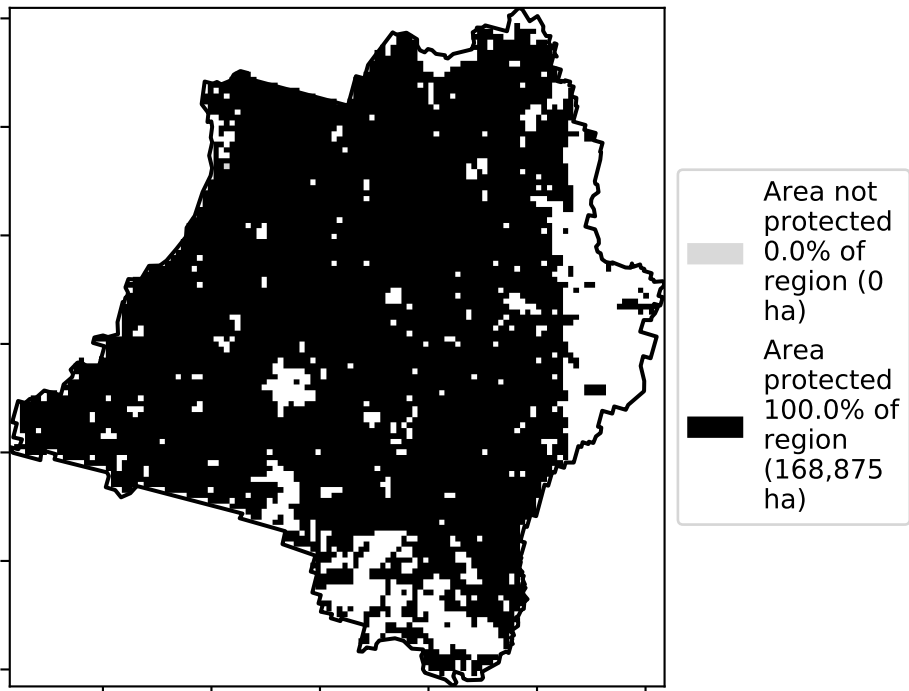 Area not
protected
0.0% of
region (0
ha)
Area
protected
100.0% of
region
(168,875
ha)